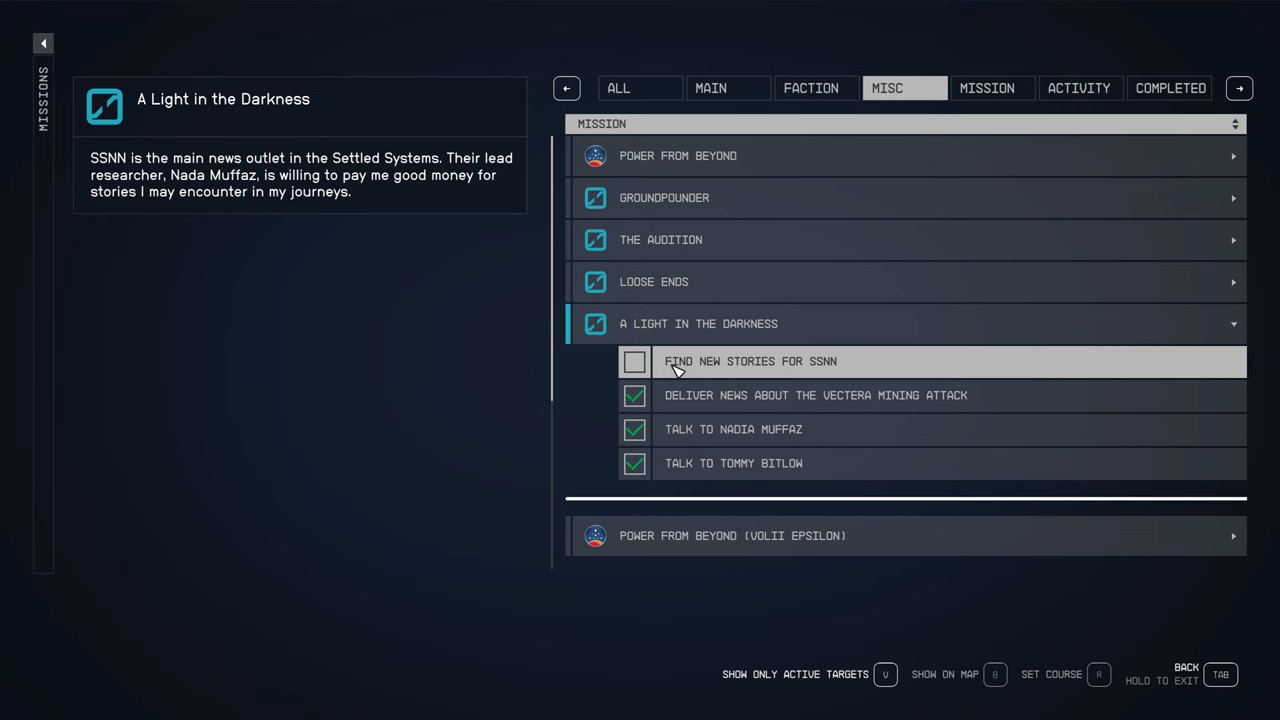 MISSIONS
A Light in the Darkness
SSNN is the main news outlet in the Settled Systems. Their lead
researcher, Nada Muffaz, is willing to pay me good money for
stories I may encounter in my journeys.
ALL
MAIN
FACTION
MISC
MISSION
ACTIVITY
COMPLETED
MISSION
POWER FROM BEYOND
GROUNDPOUNDER
THE AUDITION
LOOSE ENDS
A LIGHT IN THE DARKNESS
FIND NEW STORIES FOR SSNN
DELIVER NEWS ABOUT THE VECTERA MINING ATTACK
TALK TO NADIA MUFFAZ
TALK TO TOMMY BITLOW
POWER FROM BEYOND (VOLII EPSILON)
SHOW ONLY ACTIVE TARGETS V
SHOW ON MAP B
SET COURSE R
BACK
HOLD TO EXIT TAB